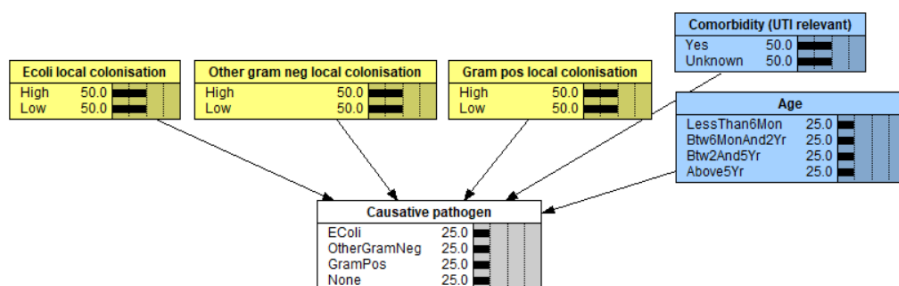 Comorbidity (UTI relevant)
Yes 50.0
Unknown 50.0
Ecoli local colonisation
High 50.0
Low 50.0
Other gram neg local colonisation
High 50.0
Low 50.0
Gram pos local colonisation
High 50.0
Low 50.0
Age
LessThan6Mon 25.0
Btw6MonAnd2Yr 25.0
Btw2And5Yr 25.0
Above5Yr 25.0
Causative pathogen
EColi 25.0
OtherGramNeg 25.0
GramPos 25.0
None 25.0